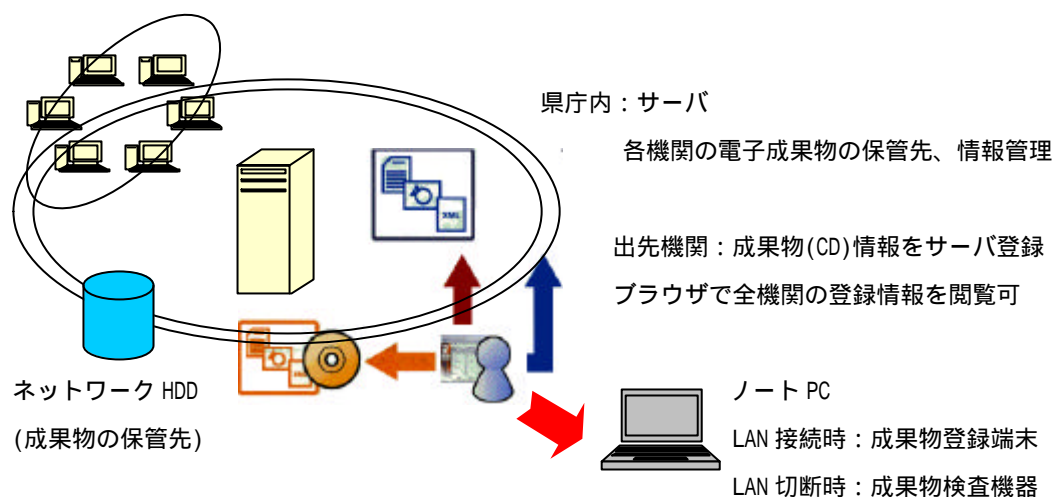 県庁内：サーバ
各機関の電子成果物の保管先、情報管理
XML
出先機関：成果物(CD)情報をサーバ登録
ブラウザで全機関の登録情報を閲覧可
ネットワーク HDD
(成果物の保管先)
ノート PC
LAN 接続時：成果物登録端末
LAN 切断時：成果物検査機器